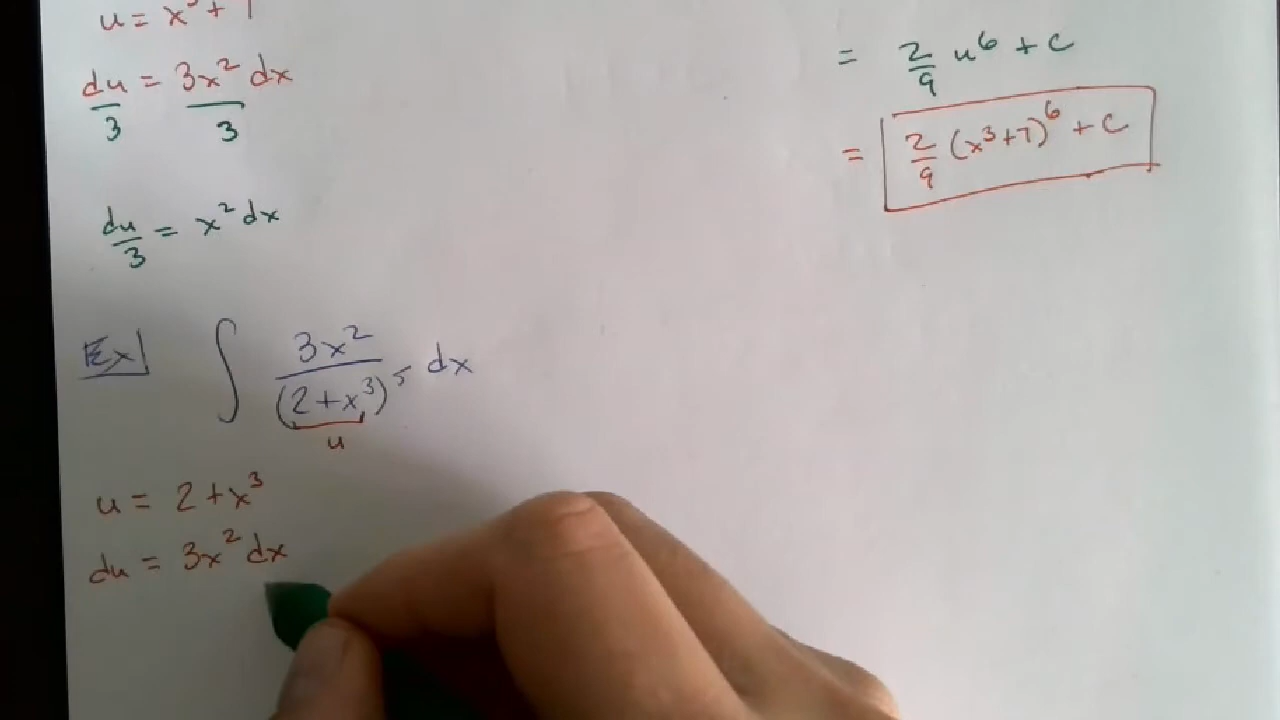 u = x³ + 7
du/3 = 3x² dx/3
du/3 = x² dx
= 2/9 u⁶ + c
= 2/9 (x³+7)⁶ + c
Ex) ∫ 3x²/(2+x³)⁵ dx
u
u = 2 + x³
du = 3x² dx